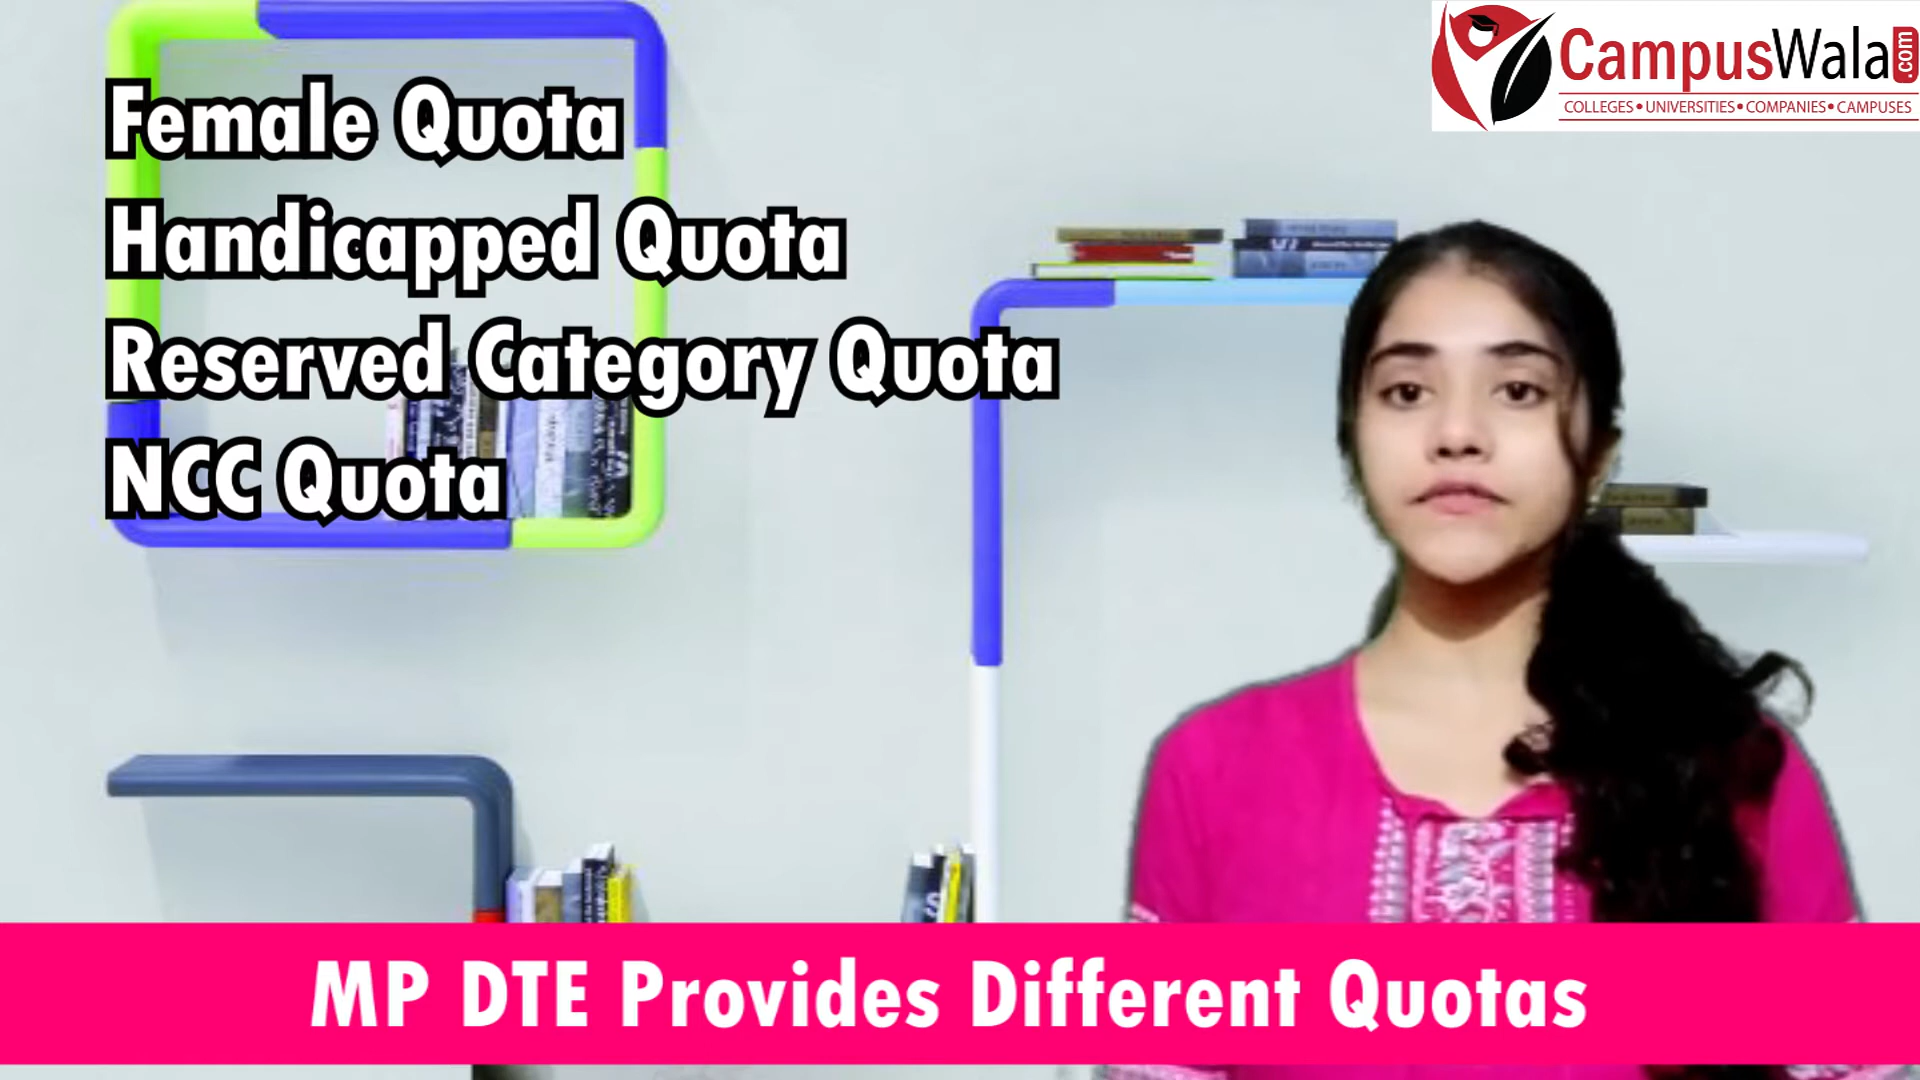 CampusWala.com
COLLEGES • UNIVERSITIES • COMPANIES • CAMPUSES
Female Quota
Handicapped Quota
Reserved Category Quota
NCC Quota
MP DTE Provides Different Quotas